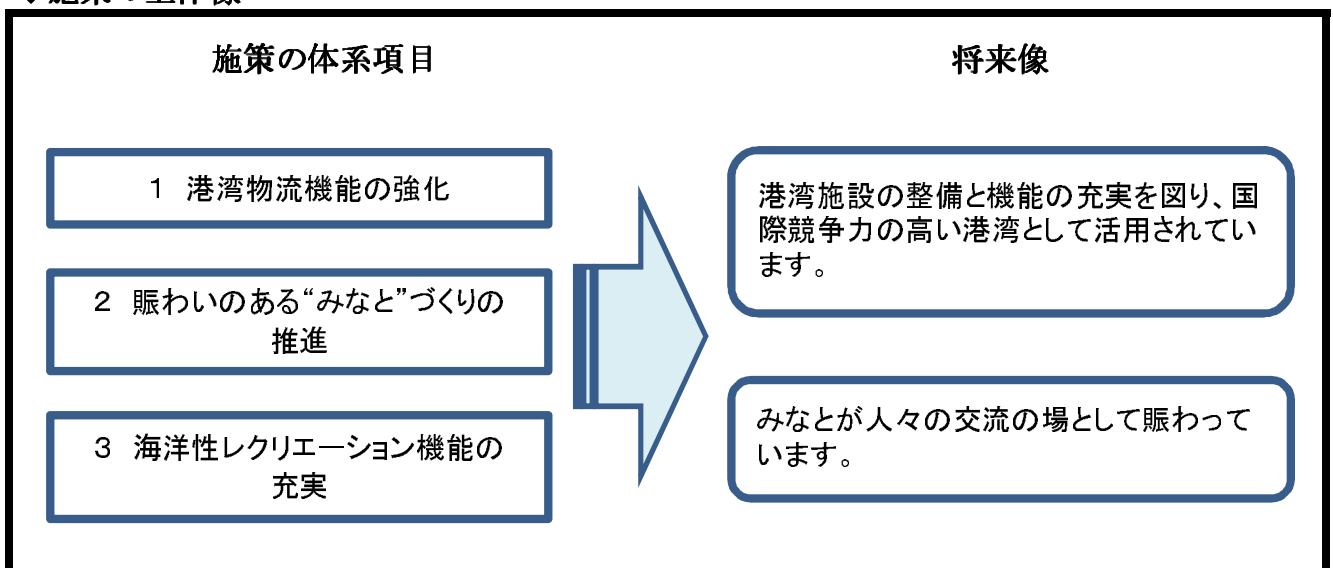 施策の体系項目
将来像
1 港湾物流機能の強化
2 賑わいのある“みなと”づくりの
推進
3 海洋性レクリエーション機能の
充実
港湾施設の整備と機能の充実を図り、国
際競争力の高い港湾として活用されてい
ます。
みなとが人々の交流の場として賑わって
います。